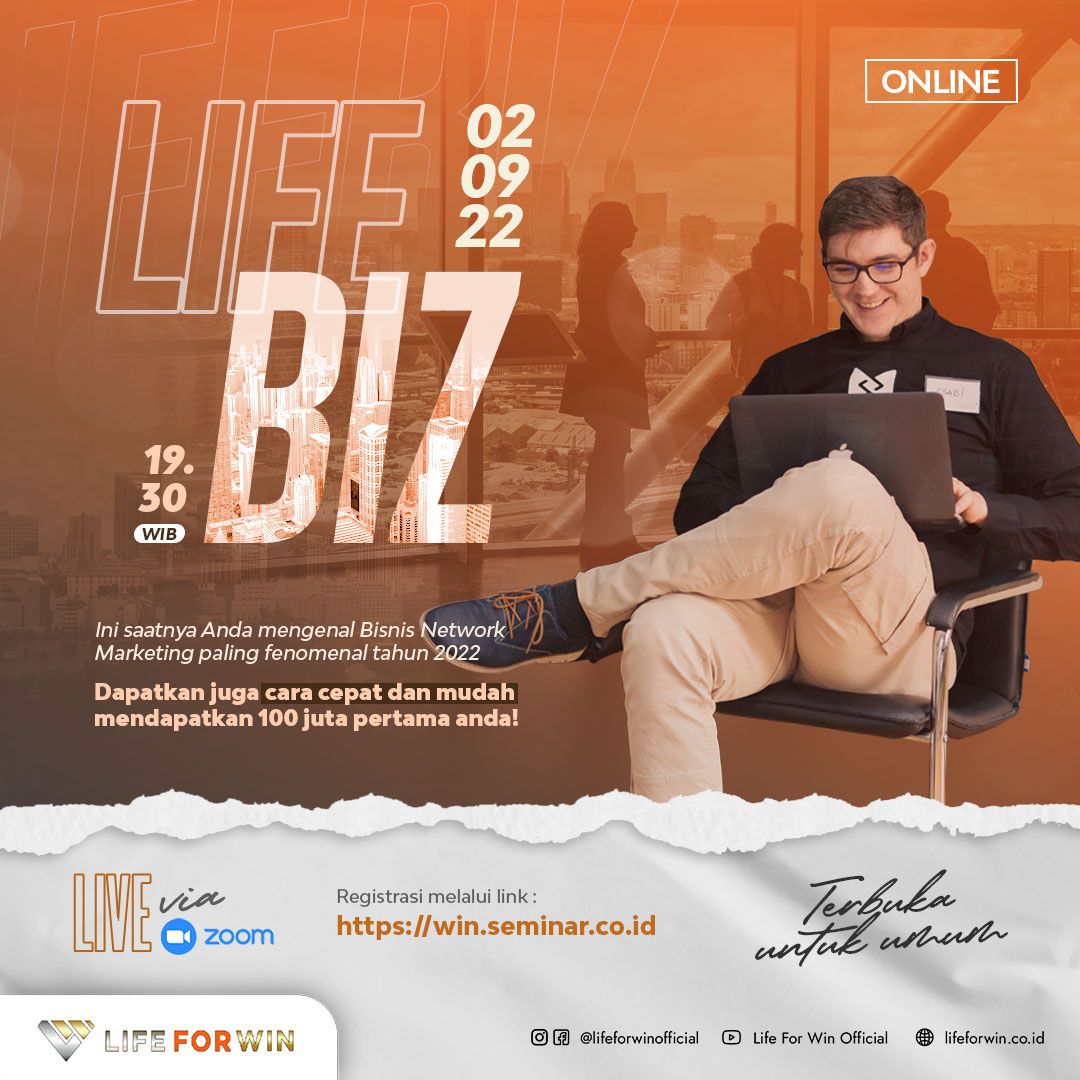 ONLINE
LIFE
02
09
22
BIZ
19.
30
WIB
Ini saatnya Anda mengenal Bisnis Network
Marketing paling fenomenal tahun 2022
Dapatkan juga cara cepat dan mudah
mendapatkan 100 juta pertama anda!
LIVE via
zoom
Registrasi melalui link :
https://win.seminar.co.id
Terbuka
untuk umum
LIFE FOR WIN
@lifeforwinofficial
Life For Win Official
lifeforwin.co.id